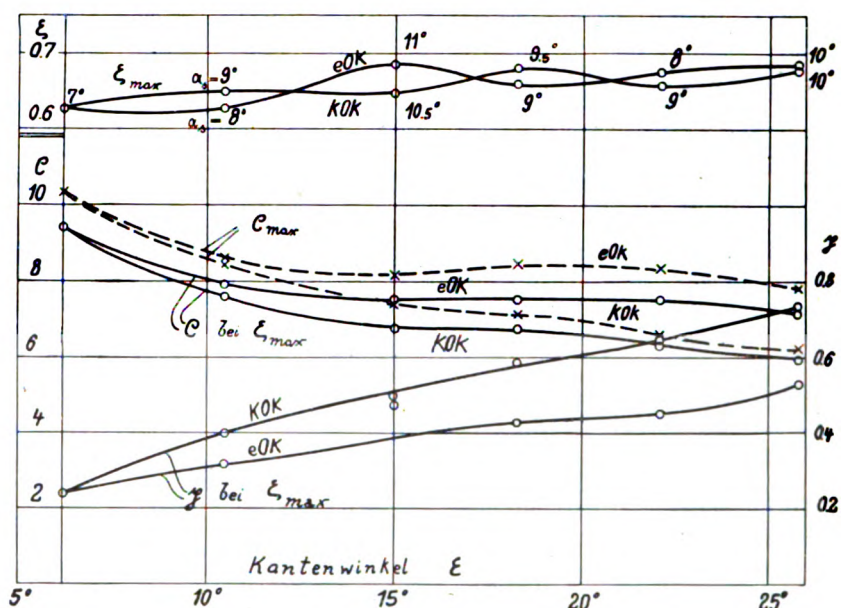 ξ
0.7
0.6
7°
ξmax
αs=9°
αs=8°
eOK
KOK
11°
10.5°
9.5°
9°
8°
9°
10°
10°
C
10
8
6
4
2
Cmax
C bei ξmax
eOK
eOK
KOK
KOK
KOK
eOK
bei ξmax
0.8
0.6
0.4
0.2
Kantenwinkel ε
5°
10°
15°
20°
25°